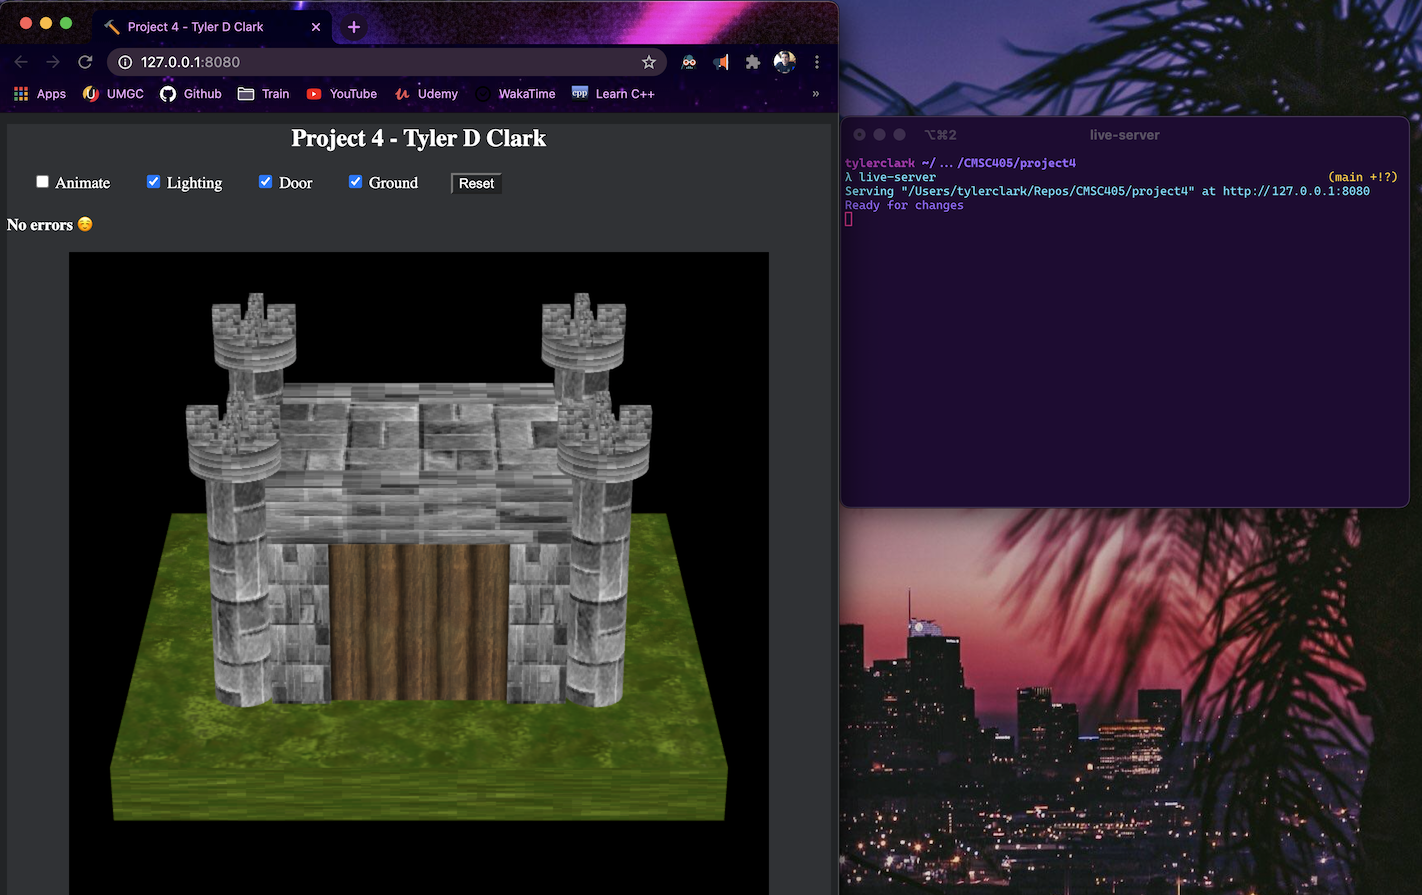 Project 4 - Tyler D Clark
127.0.0.1:8080
Apps UMGC Github Train YouTube Udemy WakaTime cpp Learn C++ »
Project 4 - Tyler D Clark
Animate Lighting Door Ground Reset
No errors ☺️
⌥⌘2 live-server
tylerclark ~/ … /CMSC405/project4
λ live-server (main +!?)
Serving "/Users/tylerclark/Repos/CMSC405/project4" at http://127.0.0.1:8080
Ready for changes